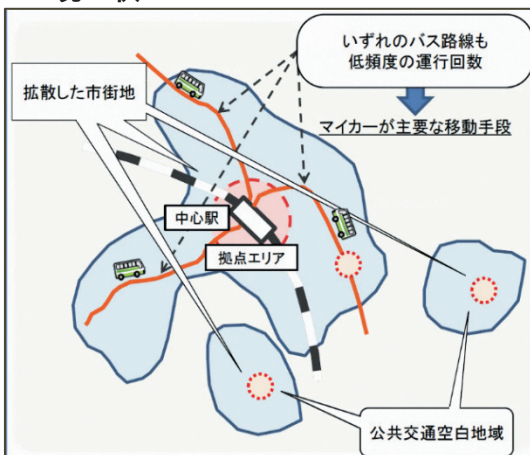 いずれのバス路線も
低頻度の運行回数
マイカーが主要な移動手段
拡散した市街地
中心駅
拠点エリア
公共交通空白地域